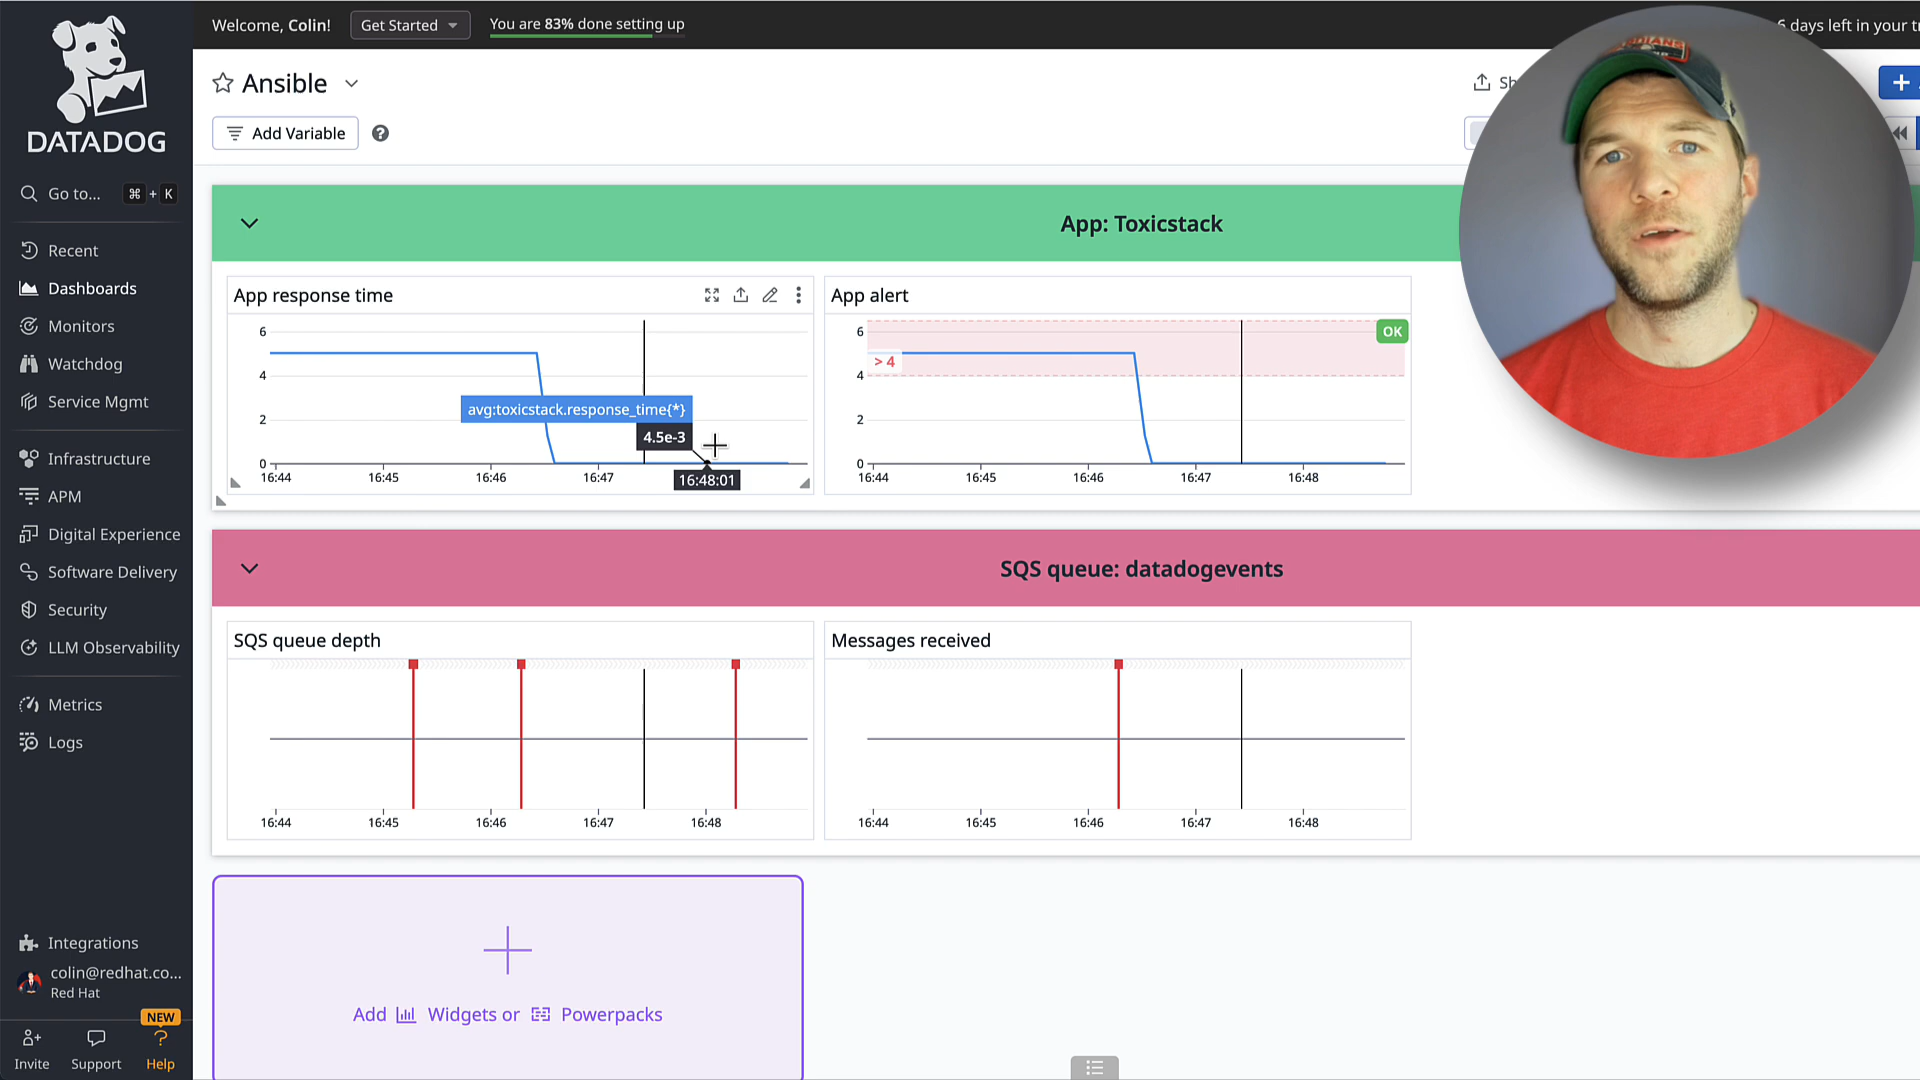 DATADOG
Welcome, Colin!
Get Started
You are 83% done setting up
6 days left in your
Ansible
Add Variable
?
Go to...
⌘ + K
Recent
Dashboards
Monitors
Watchdog
Service Mgmt
Infrastructure
APM
Digital Experience
Software Delivery
Security
LLM Observability
Metrics
Logs
Integrations
colin@redhat.co...
Red Hat
NEW
?
Invite
Support
Help
App: Toxicstack
App response time
6
4
2
0
avg:toxicstack.response_time{*}
4.5e-3
16:44
16:45
16:46
16:47
16:48:01
App alert
6
4
2
0
> 4
OK
16:44
16:45
16:46
16:47
16:48
SQS queue: datadogevents
SQS queue depth
16:44
16:45
16:46
16:47
16:48
Messages received
16:44
16:45
16:46
16:47
16:48
Add Widgets or Powerpacks